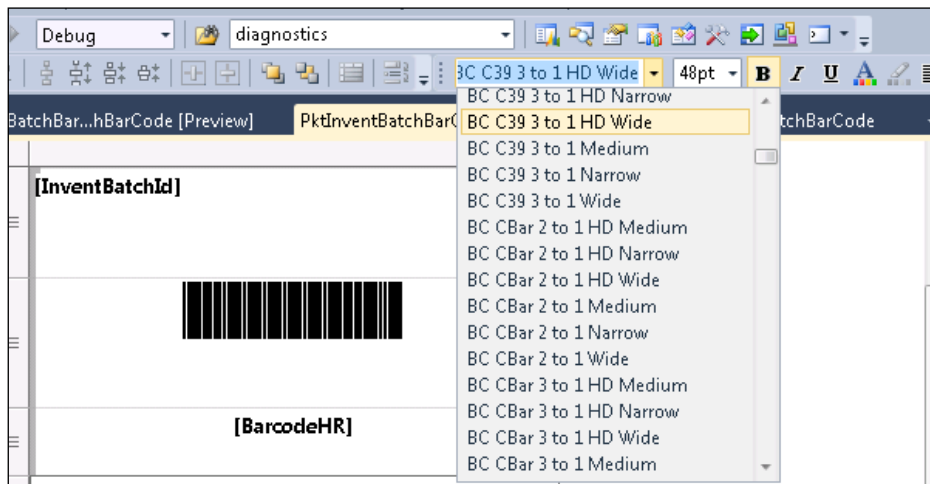 Debug
diagnostics
BC C39 3 to 1 HD Wide
48pt
B
I
U
A
BatchBar...hBarCode [Preview]
PktInventBatchBarC
tchBarCode
BC C39 3 to 1 HD Narrow
BC C39 3 to 1 HD Wide
BC C39 3 to 1 Medium
BC C39 3 to 1 Narrow
BC C39 3 to 1 Wide
BC CBar 2 to 1 HD Medium
BC CBar 2 to 1 HD Narrow
BC CBar 2 to 1 HD Wide
BC CBar 2 to 1 Medium
BC CBar 2 to 1 Narrow
BC CBar 2 to 1 Wide
BC CBar 3 to 1 HD Medium
BC CBar 3 to 1 HD Narrow
BC CBar 3 to 1 HD Wide
BC CBar 3 to 1 Medium
[InventBatchId]
[BarcodeHR]